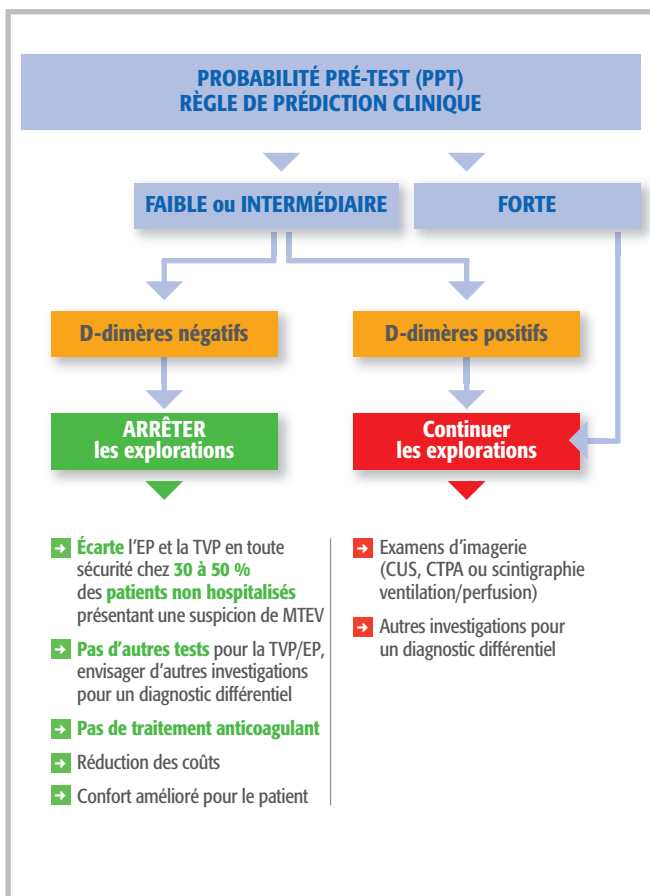 PROBABILITÉ PRÉ-TEST (PPT)
RÈGLE DE PRÉDICTION CLINIQUE
FAIBLE ou INTERMÉDIAIRE
FORTE
D-dimères négatifs
D-dimères positifs
ARRÊTER
les explorations
Continuer
les explorations
Écarte l'EP et la TVP en toute
sécurité chez 30 à 50 %
des patients non hospitalisés
présentant une suspicion de MTEV
Pas d'autres tests pour la TVP/EP,
envisager d'autres investigations
pour un diagnostic différentiel
Pas de traitement anticoagulant
Réduction des coûts
Confort amélioré pour le patient
Examens d'imagerie
(CUS, CTPA ou scintigraphie
ventilation/perfusion)
Autres investigations pour
un diagnostic différentiel